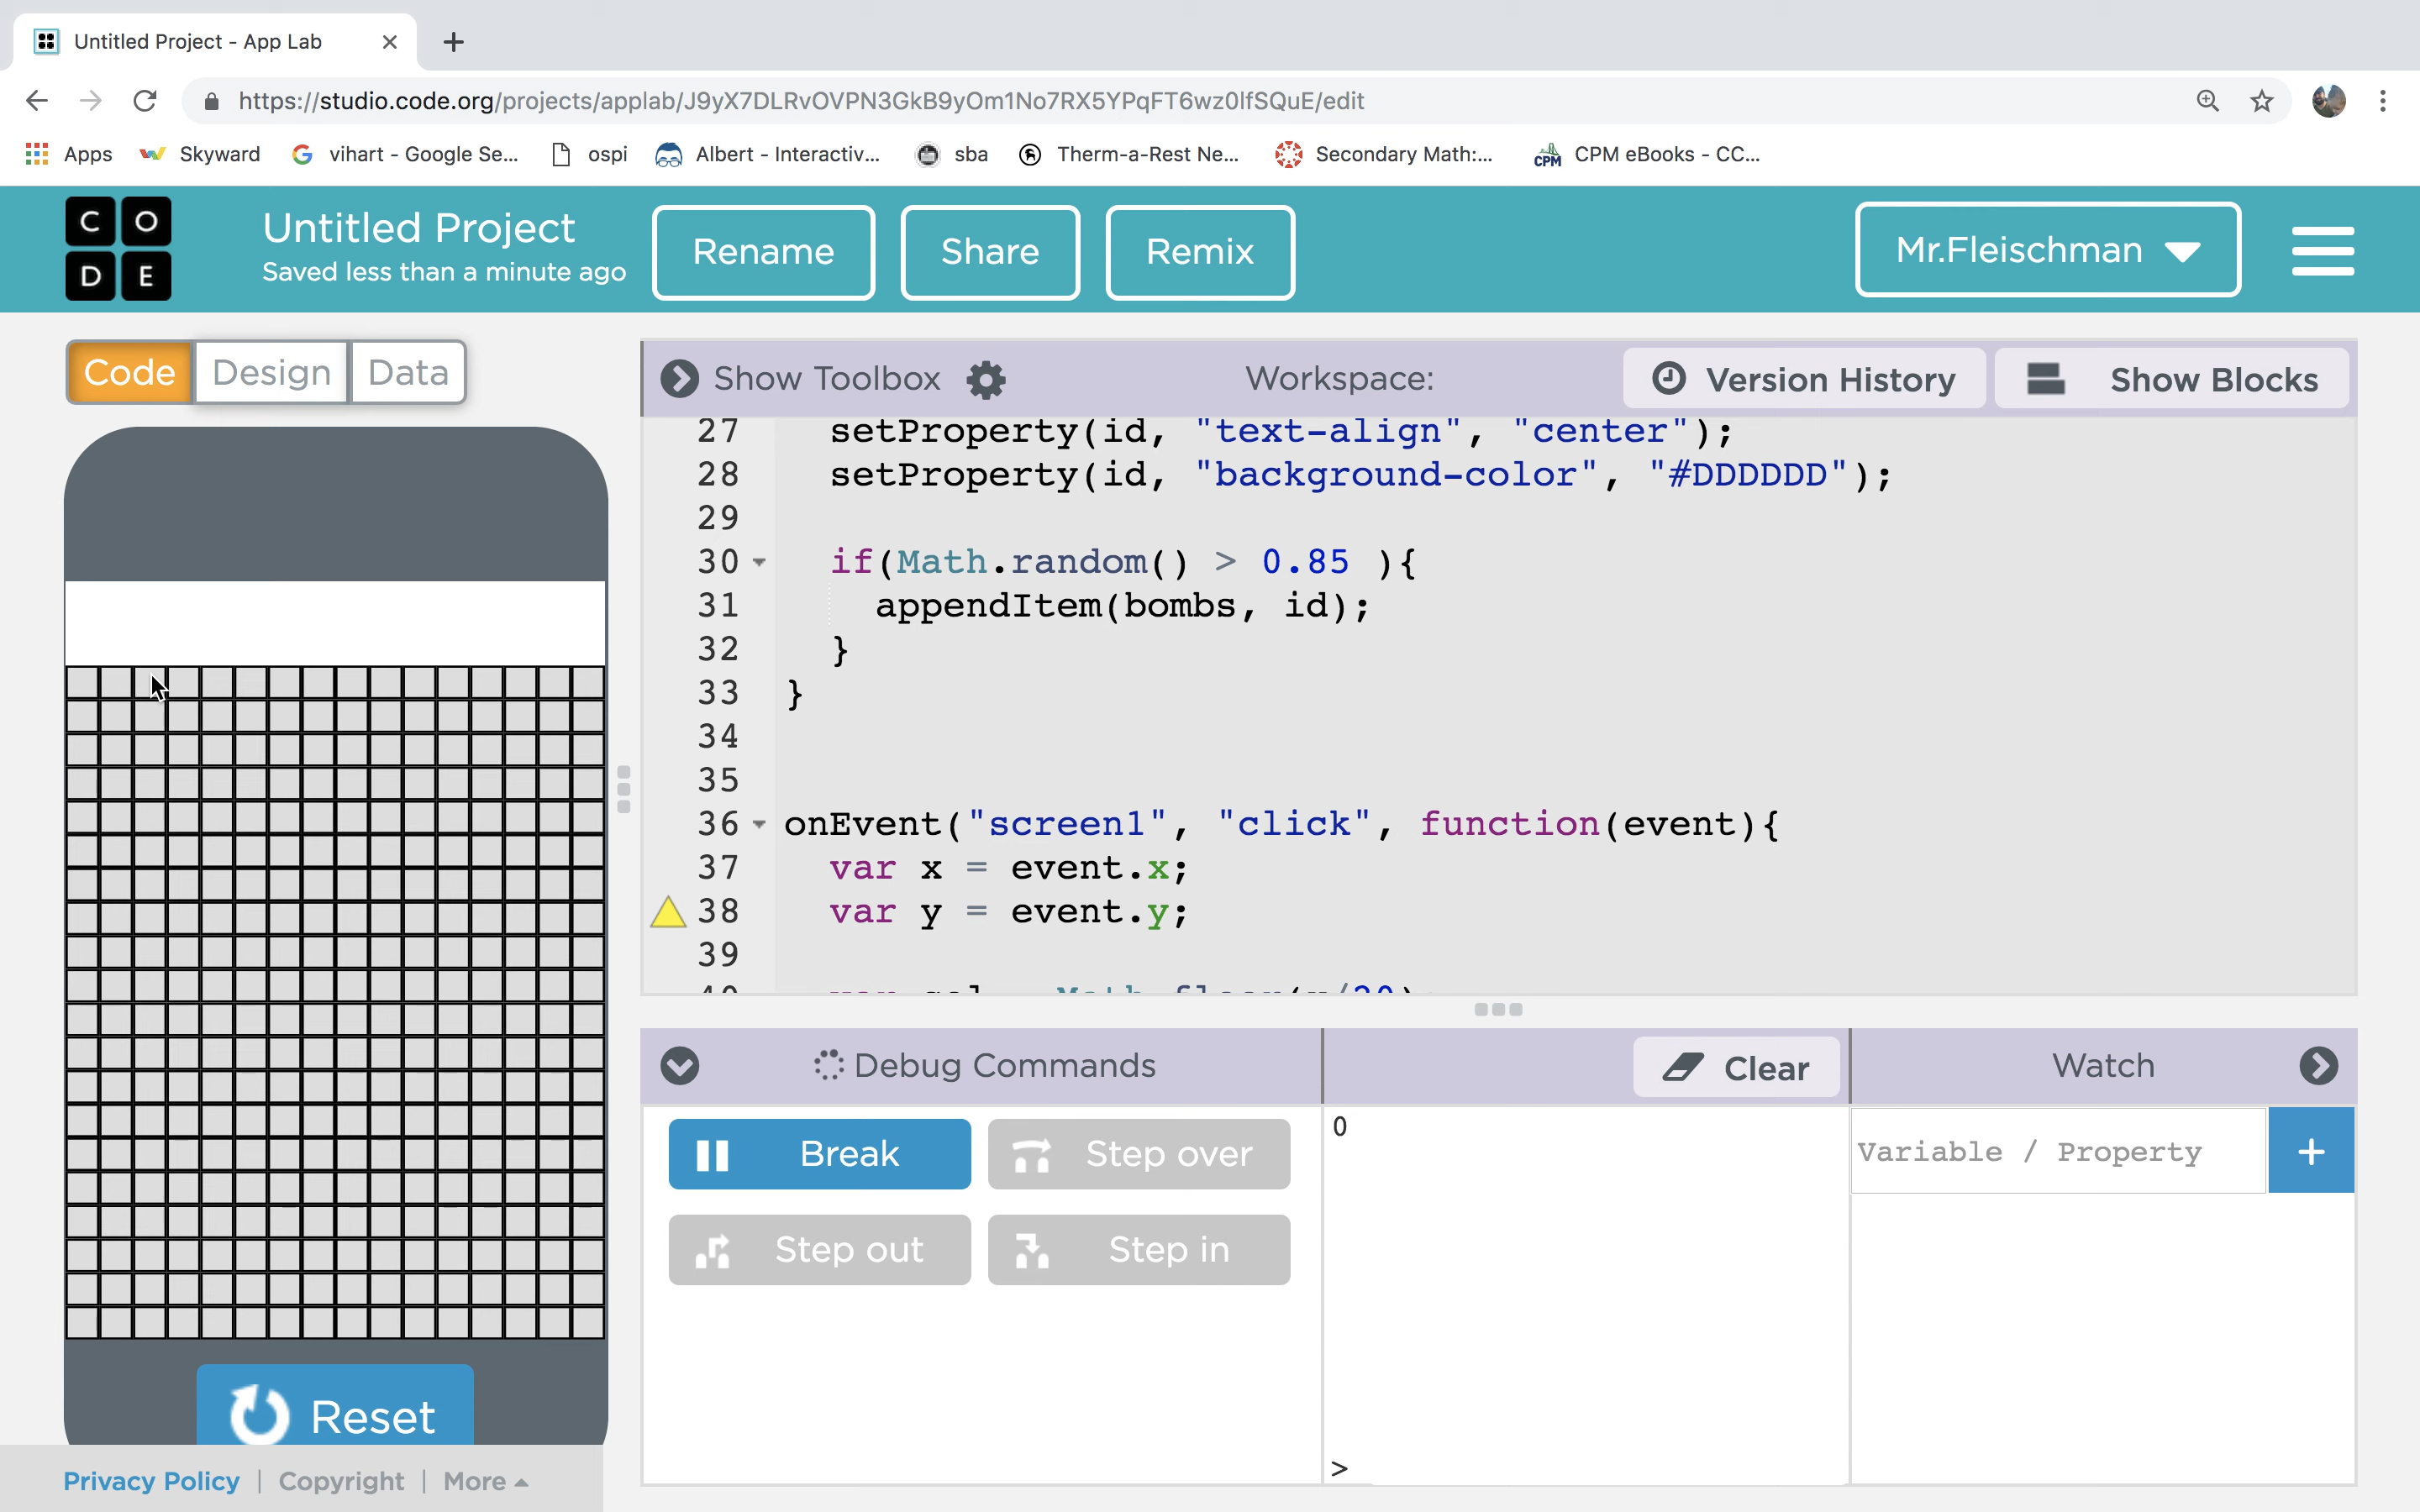 Untitled Project - App Lab
https://studio.code.org/projects/applab/J9yX7DLRvOVPN3GkB9yOm1No7RX5YPqFT6wz0lfSQuE/edit
Apps Skyward vihart - Google Se... ospi Albert - Interactiv... sba Therm-a-Rest Ne... Secondary Math:... CPM CPM eBooks - CC...
C O
D E
Untitled Project
Saved less than a minute ago
Rename Share Remix Mr.Fleischman
Code Design Data
Show Toolbox Workspace: Version History Show Blocks
27 setProperty(id, "text-align", "center");
28 setProperty(id, "background-color", "#DDDDDD");
29
30 if(Math.random() > 0.85 ){
31 appendItem(bombs, id);
32 }
33 }
34
35
36 onEvent("screen1", "click", function(event){
37 var x = event.x;
38 var y = event.y;
39
Debug Commands Clear Watch
Break Step over
Step out Step in
0
>
Variable / Property +
Reset
Privacy Policy | Copyright | More